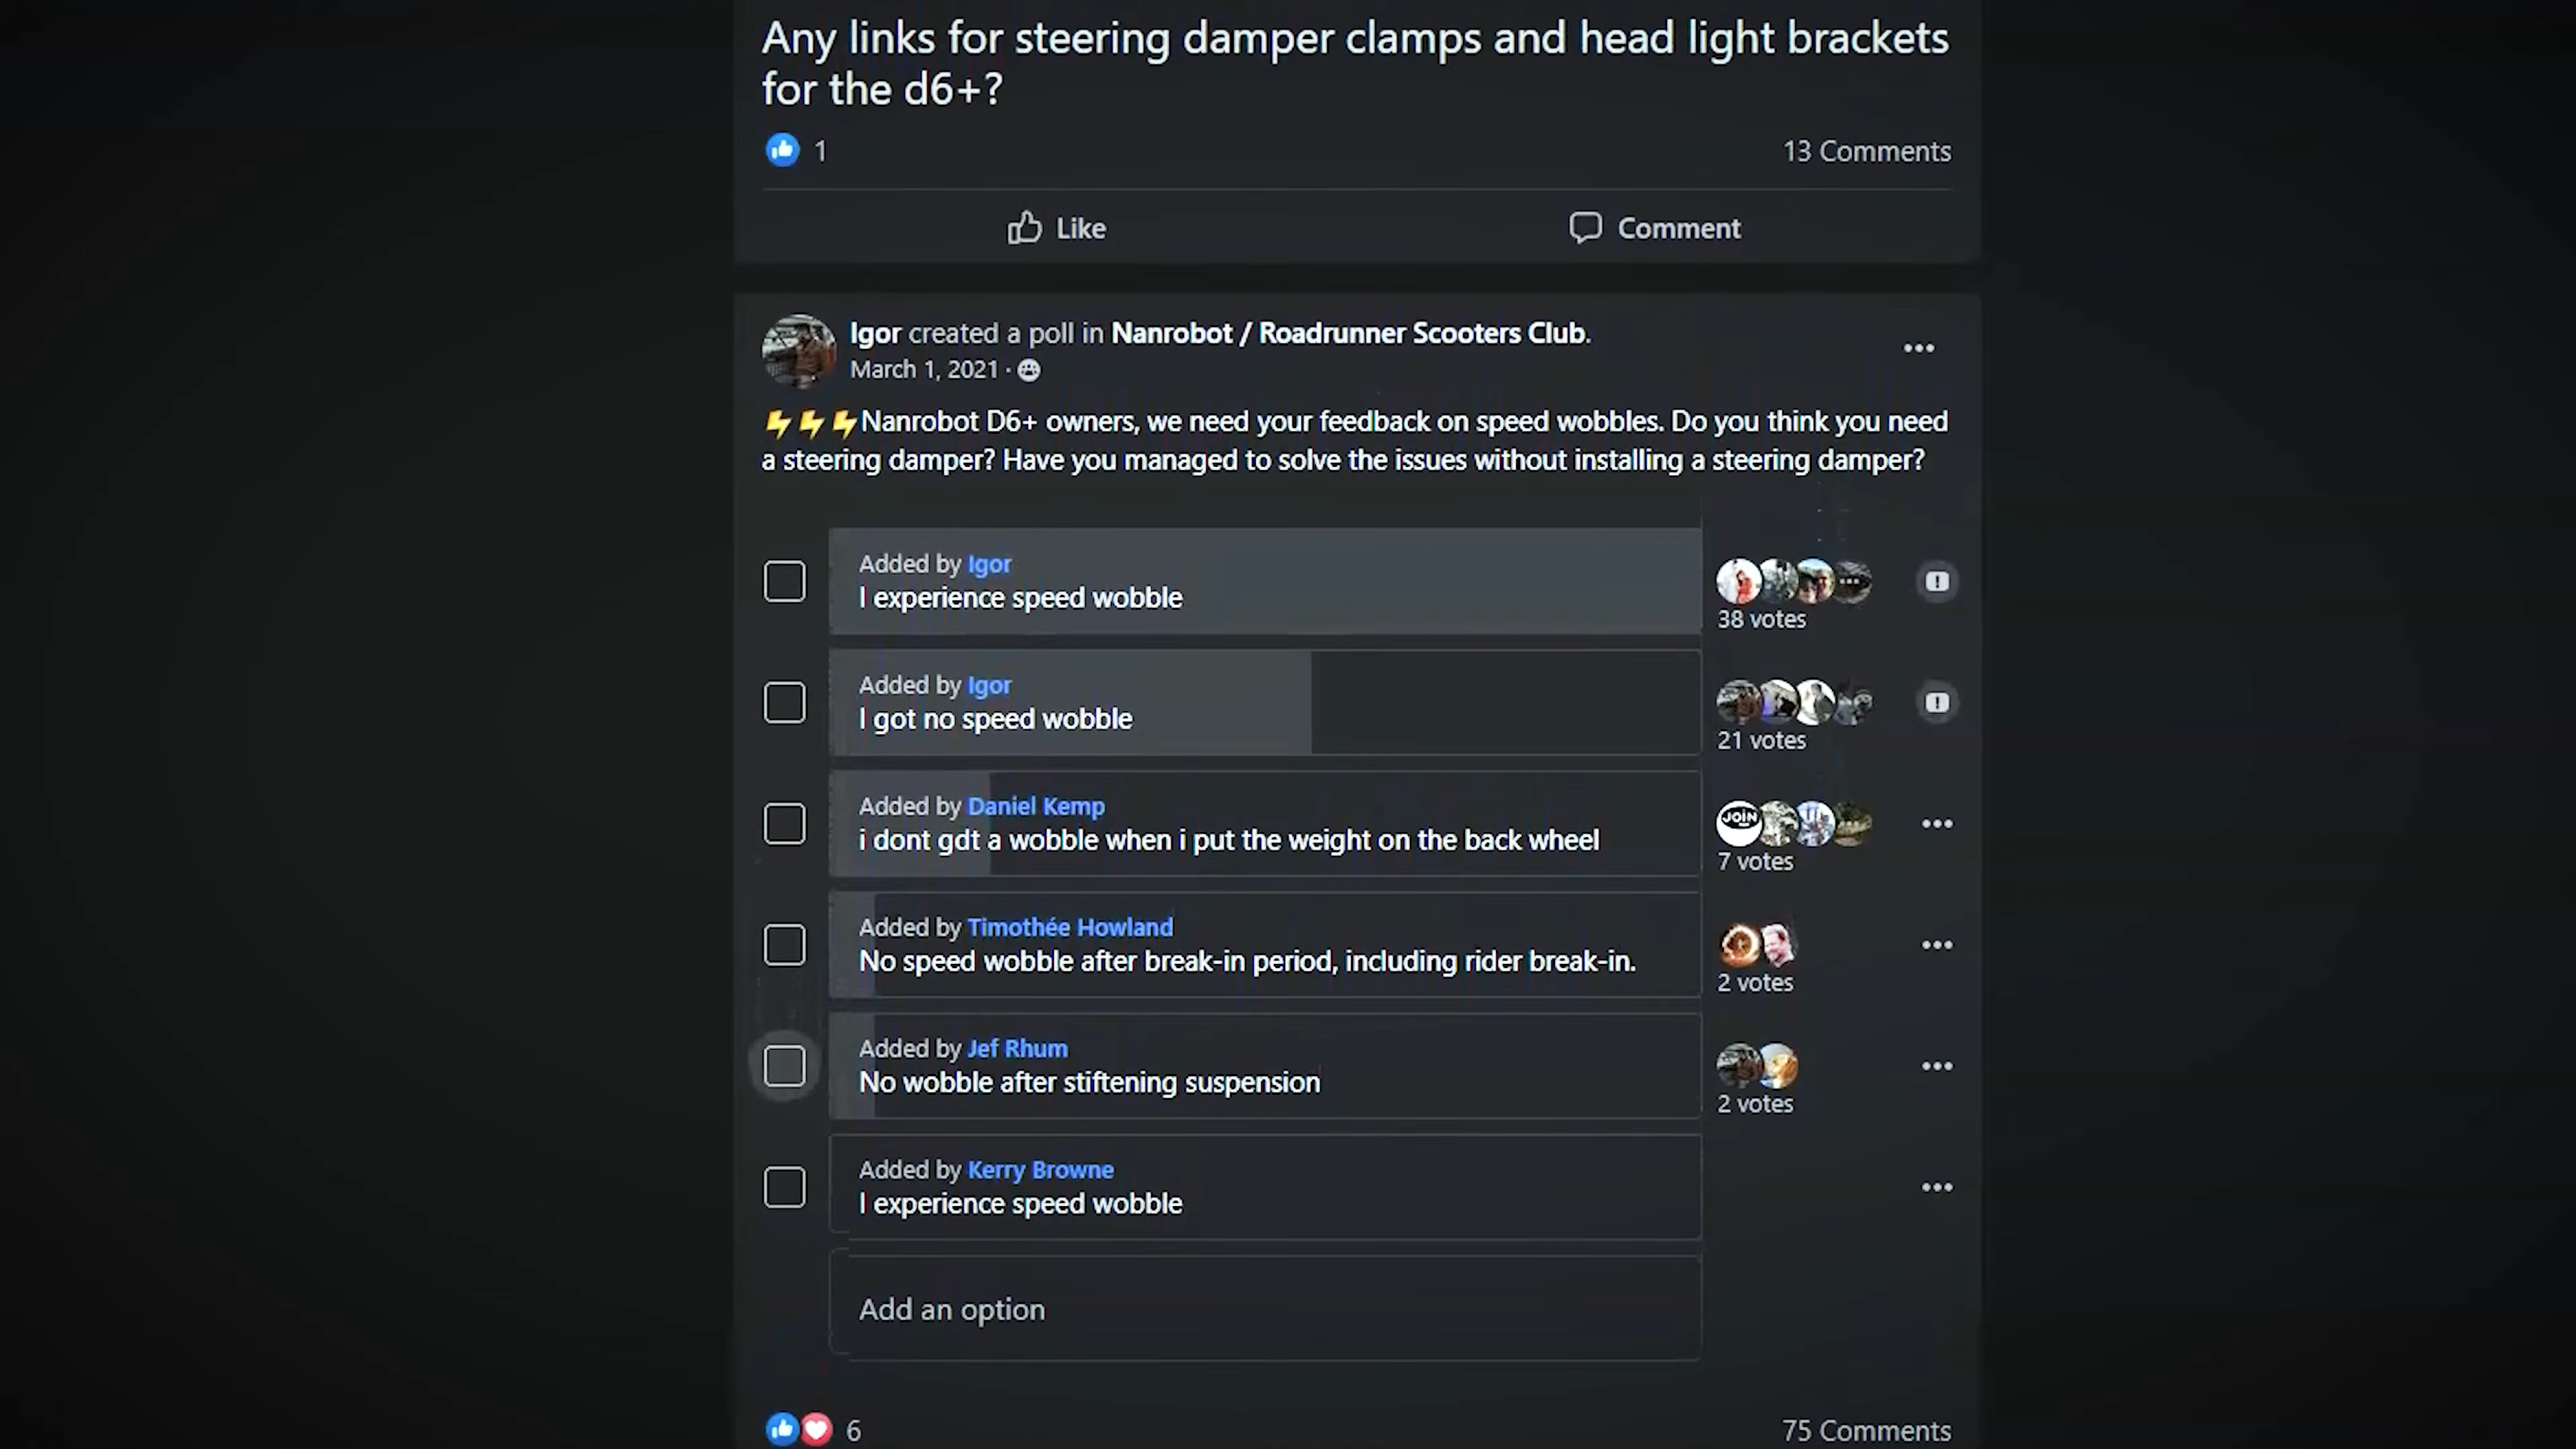 Any links for steering damper clamps and head light brackets
for the d6+?
1
13 Comments
Like
Comment
Igor created a poll in Nanrobot / Roadrunner Scooters Club.
March 1, 2021 ·
⚡⚡⚡Nanrobot D6+ owners, we need your feedback on speed wobbles. Do you think you need
a steering damper? Have you managed to solve the issues without installing a steering damper?
Added by Igor
I experience speed wobble
38 votes
Added by Igor
I got no speed wobble
21 votes
Added by Daniel Kemp
i dont gdt a wobble when i put the weight on the back wheel
JOIN
7 votes
Added by Timothée Howland
No speed wobble after break-in period, including rider break-in.
2 votes
Added by Jef Rhum
No wobble after stiftening suspension
2 votes
Added by Kerry Browne
I experience speed wobble
Add an option
6
75 Comments